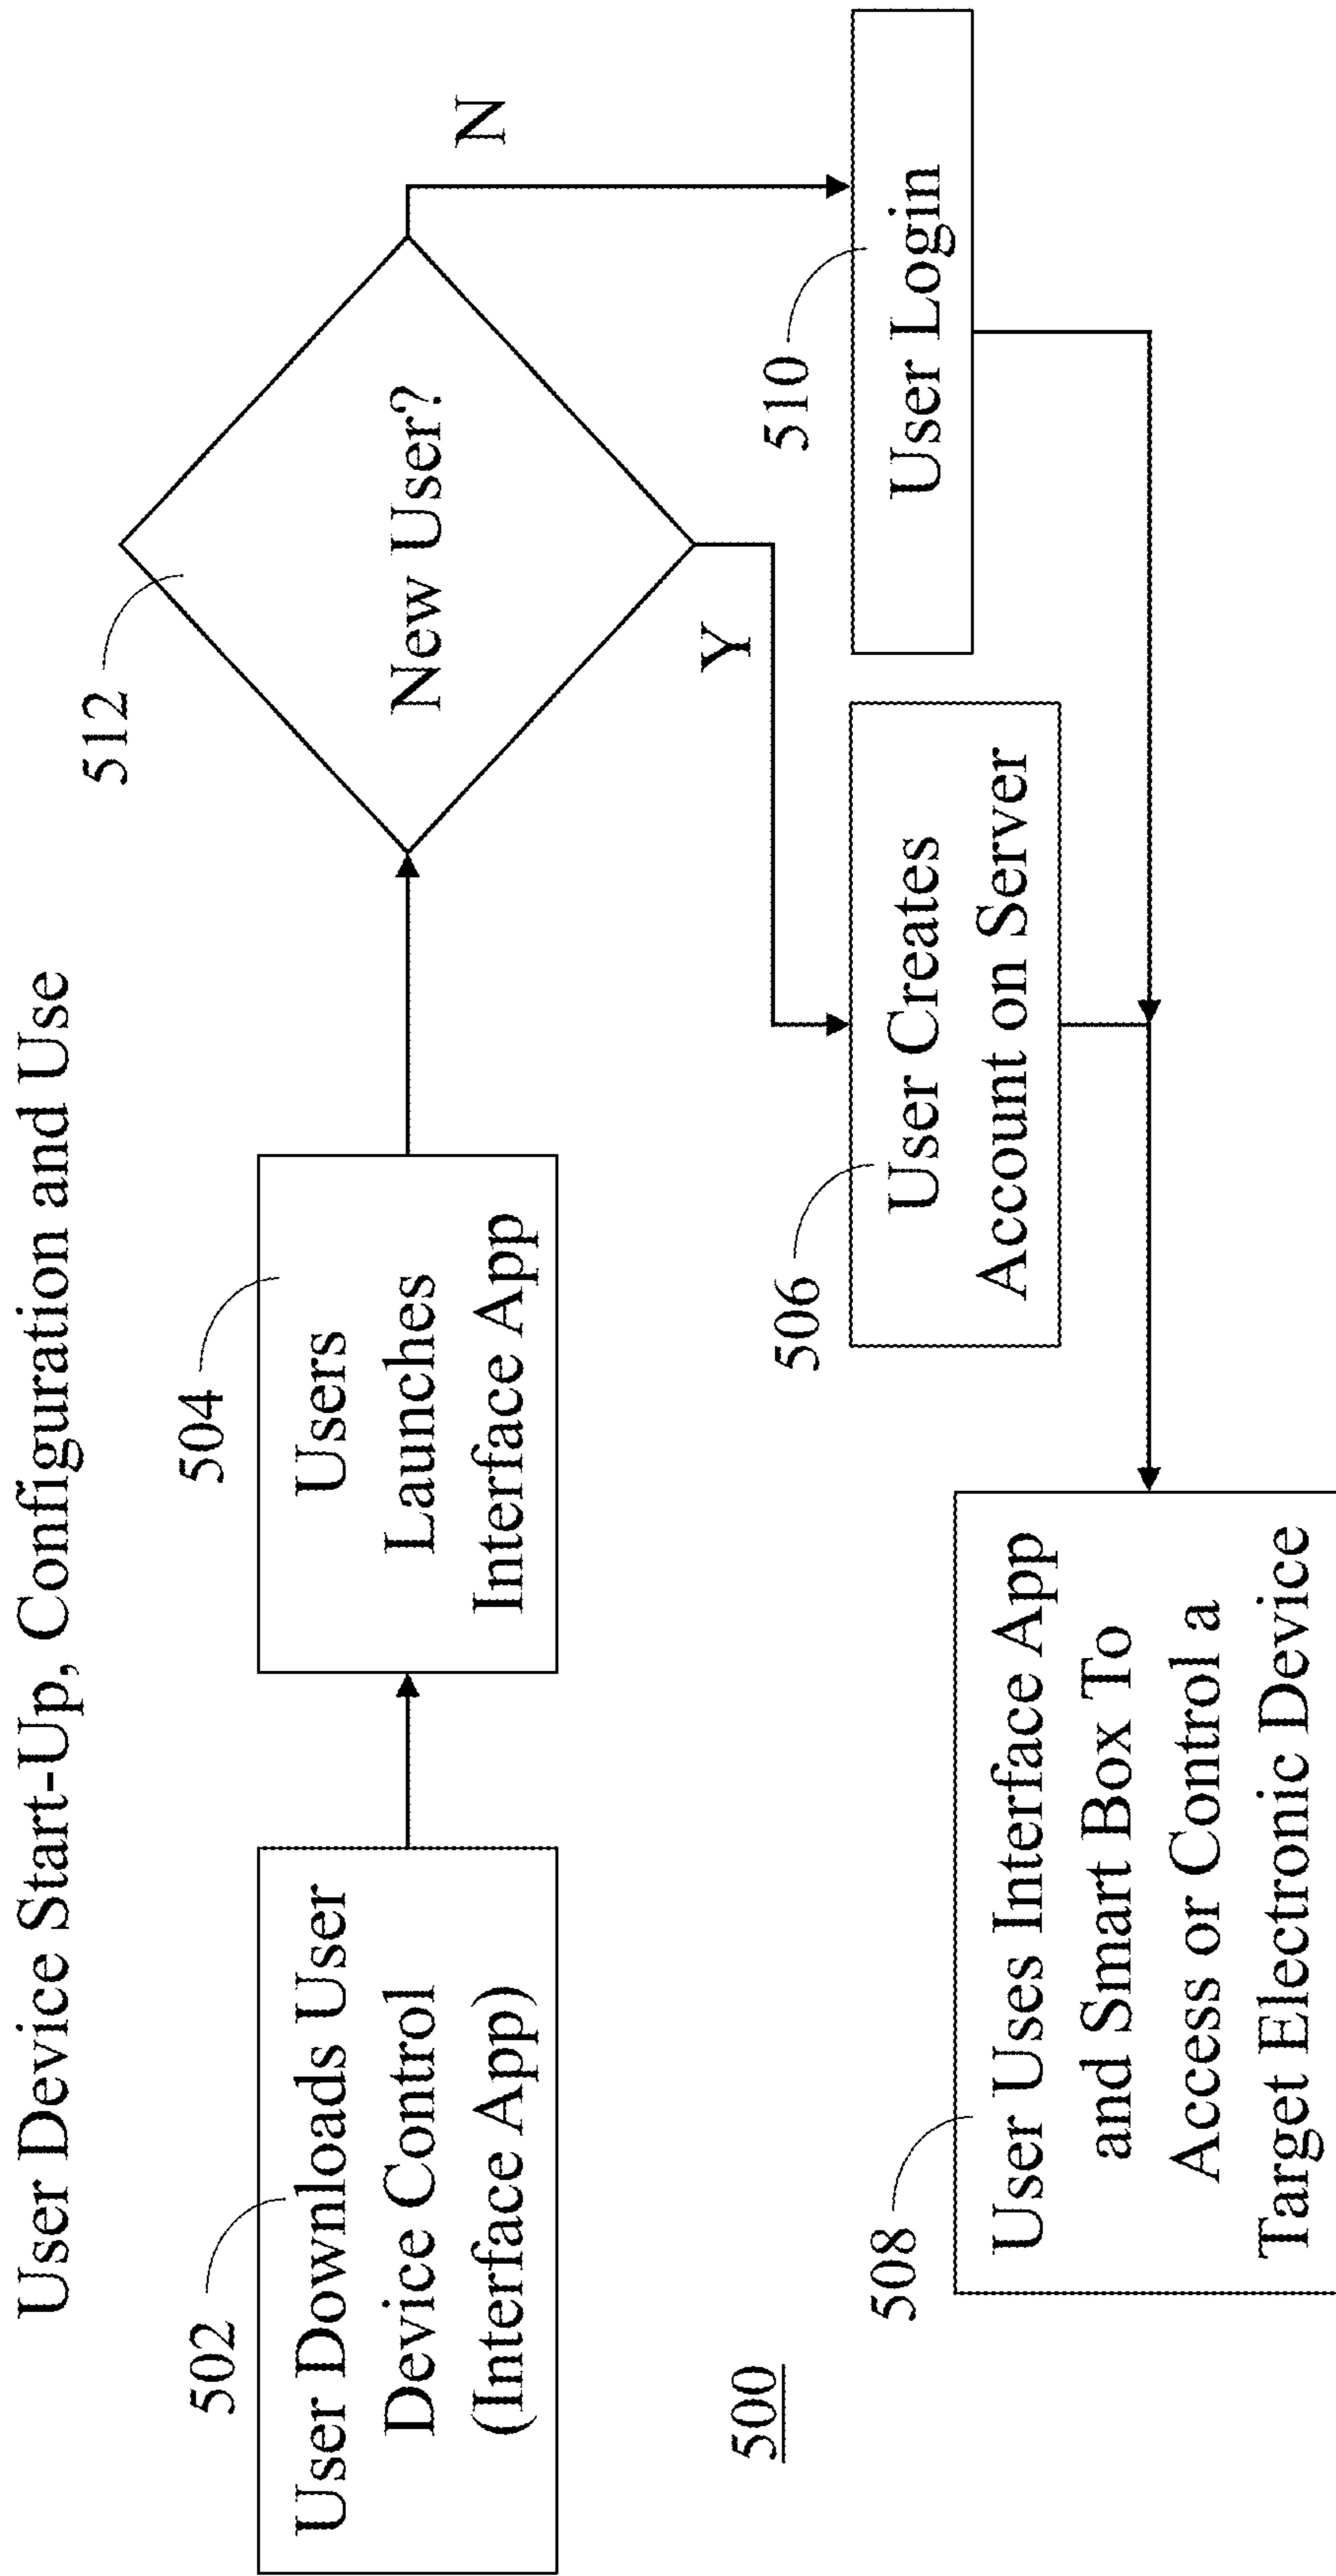 User Device Start-Up, Configuration and Use
502
User Downloads User
Device Control
(Interface App)
504
Users
Launches
Interface App
512
New User?
N
Y
510
User Login
506
User Creates
Account on Server
508
User Uses Interface App
and Smart Box To
Access or Control a
Target Electronic Device
500